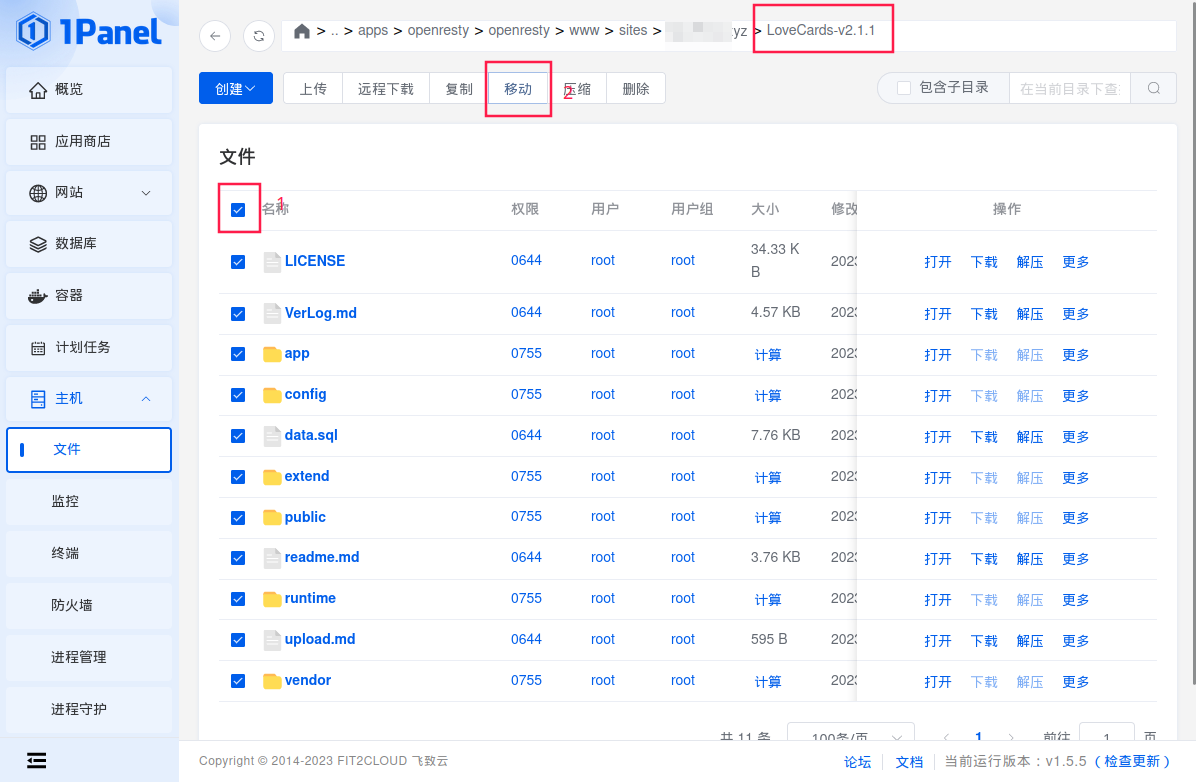 1Panel
概览
应用商店
网站
数据库
容器
计划任务
主机
文件
监控
终端
防火墙
进程管理
进程守护
> .. > apps > openresty > openresty > www > sites > yz > LoveCards-v2.1.1
创建 上传 远程下载 复制 移动 2 压缩 删除 包含子目录 在当前目录下查
文件
1
名称 权限 用户 用户组 大小 修改 操作
LICENSE 0644 root root 34.33 K 2023 打开 下载 解压 更多
B
VerLog.md 0644 root root 4.57 KB 2023 打开 下载 解压 更多
app 0755 root root 计算 2023 打开 下载 解压 更多
config 0755 root root 计算 2023 打开 下载 解压 更多
data.sql 0644 root root 7.76 KB 2023 打开 下载 解压 更多
extend 0755 root root 计算 2023 打开 下载 解压 更多
public 0755 root root 计算 2023 打开 下载 解压 更多
readme.md 0644 root root 3.76 KB 2023 打开 下载 解压 更多
runtime 0755 root root 计算 2023 打开 下载 解压 更多
upload.md 0644 root root 595 B 2023 打开 下载 解压 更多
vendor 0755 root root 计算 2023 打开 下载 解压 更多
共 11 条 100条/页 1 前往 1 页
Copyright © 2014-2023 FIT2CLOUD 飞致云 论坛 文档 当前运行版本：v1.5.5（检查更新）